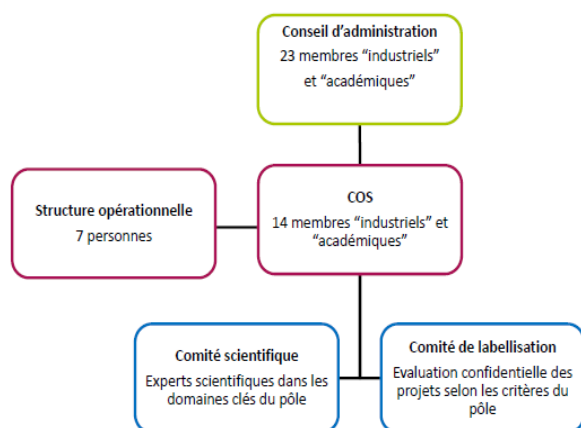 Conseil d'administration
23 membres "industriels"
et "académiques"
COS
14 membres "industriels" et
"académiques"
Structure opérationnelle
7 personnes
Comité scientifique
Experts scientifiques dans les
domaines clés du pôle
Comité de labellisation
Evaluation confidentielle des
projets selon les critères du
pôle